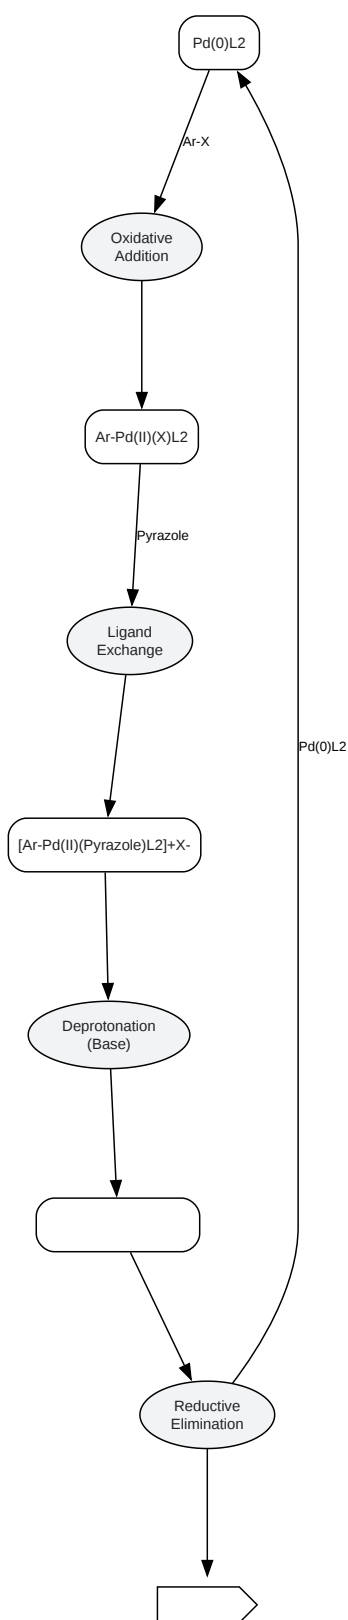 Pd(0)L2
Ar-X
Oxidative
Addition
Ar-Pd(II)(X)L2
Pyrazole
Ligand
Exchange
Pd(0)L2
[Ar-Pd(II)(Pyrazole)L2]+X-
Deprotonation
(Base)
Reductive
Elimination